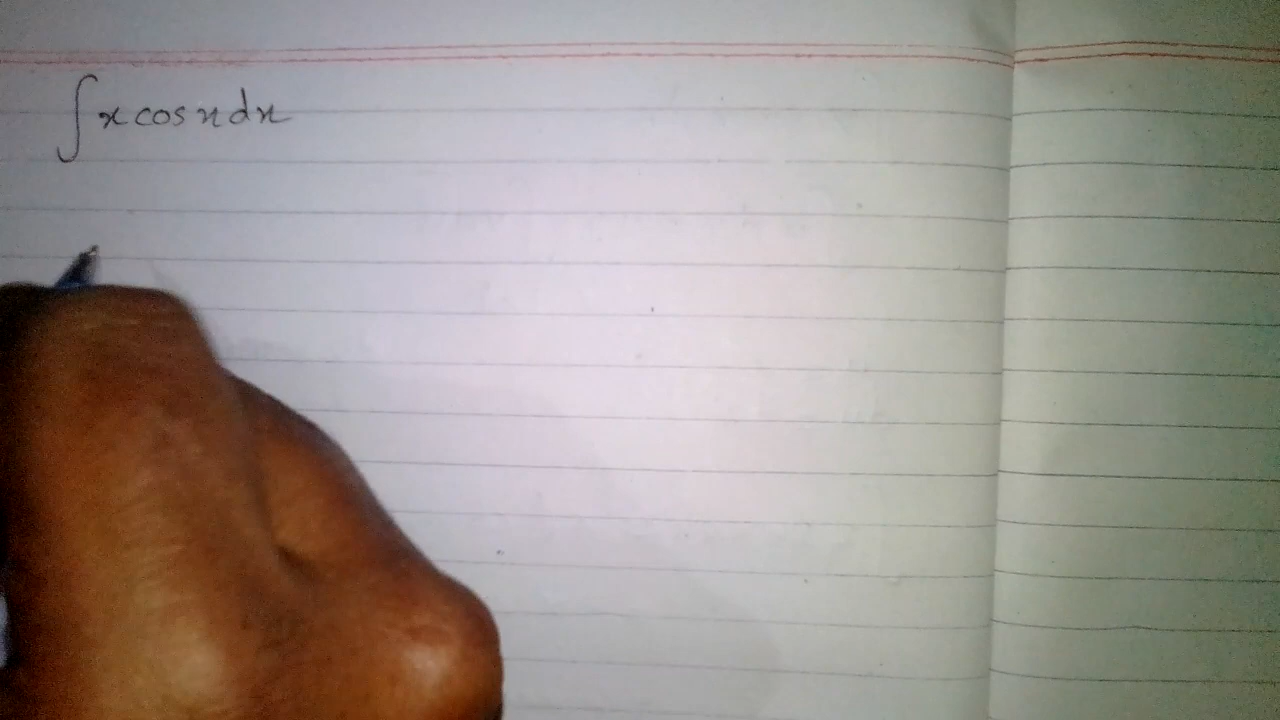 ∫x cos x dx